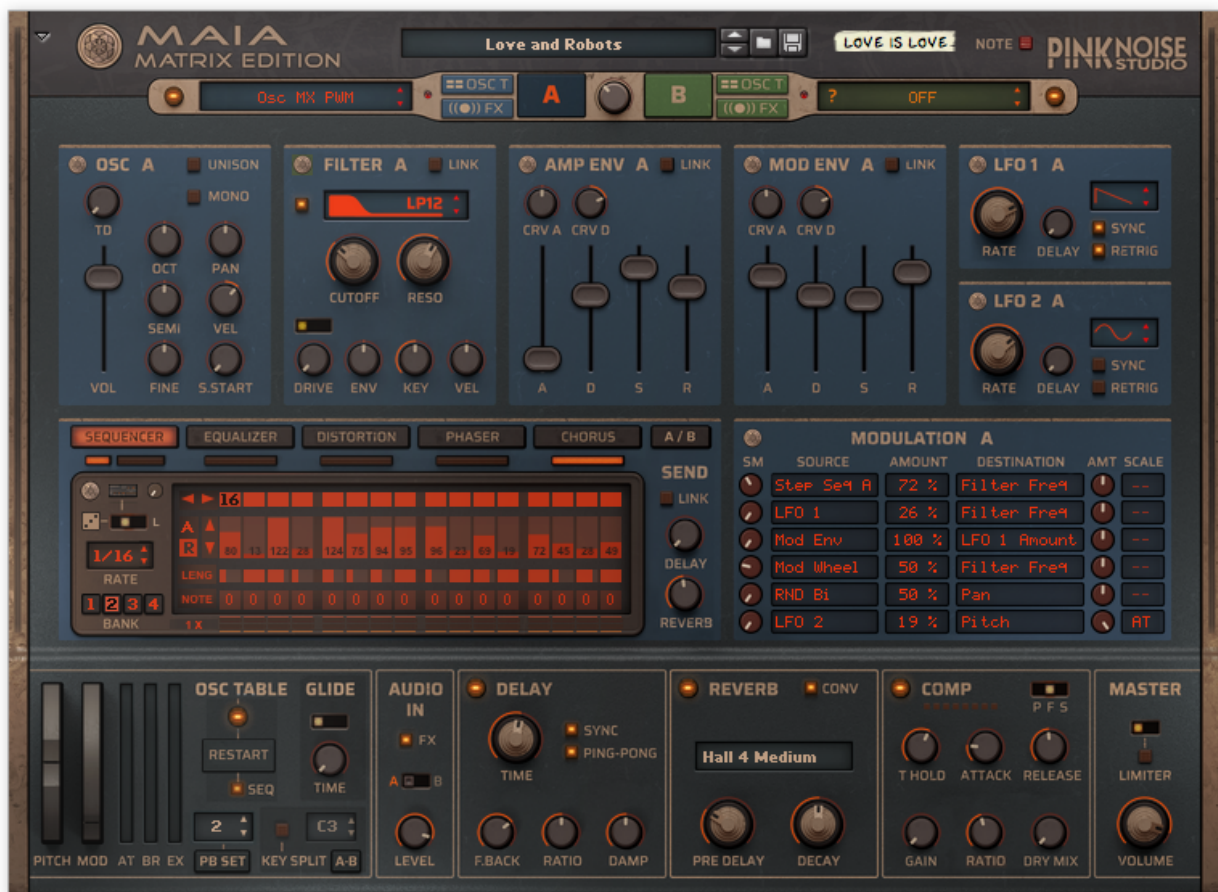 MAIA
MATRIX EDITION
Love and Robots
LOVE IS LOVE.
NOTE
PINK NOISE
STUDIO
Osc MX PWM
OSC T
((●)) FX
A
B
OSC T
((●)) FX
?
OFF
OSC A
UNISON
MONO
TD
OCT
PAN
SEMi
VEL
VOL
FINE
S.START
FILTER A
LINK
LP12
CUTOFF
RESO
DRIVE
ENV
KEY
VEL
AMP ENV A
LINK
CRV A
CRV D
A
D
S
R
MOD ENV A
LINK
CRV A
CRV D
A
D
S
R
LFO 1 A
RATE
DELAY
SYNC
RETRIG
LFO 2 A
RATE
DELAY
SYNC
RETRIG
SEQUENCER
EQUALIZER
DISTORTION
PHASER
CHORUS
A / B
L
1/16
RATE
1 2 3 4
BANK
16
A
R
80 13 122 28 124 75 94 95 96 23 69 19 72 45 28 49
LENG
NOTE 0 0 0 0 0 0 0 0 0 0 0 0 0 0 0 0
1 X
SEND
LINK
DELAY
REVERB
MODULATION A
SM SOURCE AMOUNT DESTINATION AMT SCALE
Step Seq A 72 % Filter Freq --
LFO 1 26 % Filter Freq --
Mod Env 100 % LFO 1 Amount --
Mod Wheel 50 % Filter Freq --
RND Bi 50 % Pan --
LFO 2 19 % Pitch AT
PITCH MOD AT BR EX
OSC TABLE
RESTART
SEQ
2
PB SET
GLIDE
TIME
C3
KEY SPLIT A-B
AUDIO
IN
FX
A B
LEVEL
DELAY
SYNC
PING-PONG
TIME
F.BACK
RATIO
DAMP
REVERB
CONV
Hall 4 Medium
PRE DELAY
DECAY
COMP
P F S
T HOLD
ATTACK
RELEASE
GAIN
RATIO
DRY MIX
MASTER
LIMITER
VOLUME